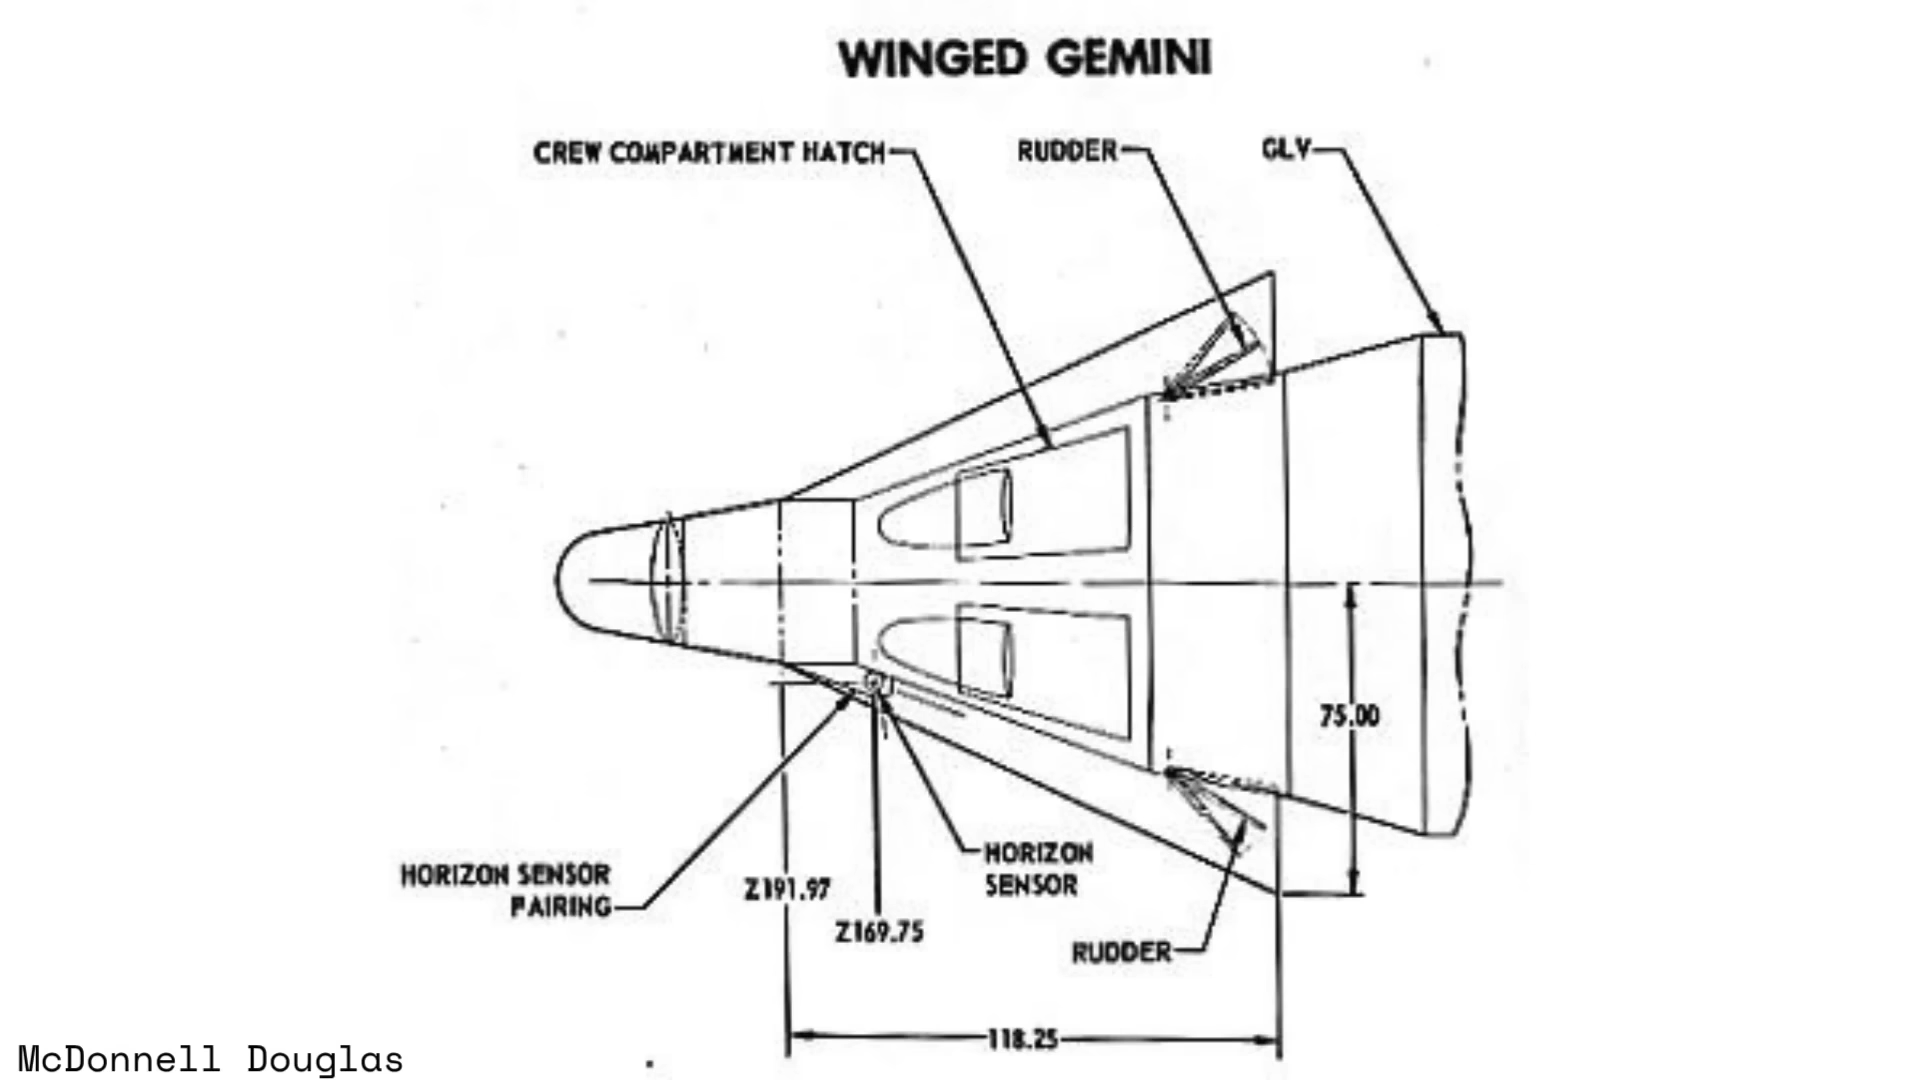 WINGED GEMINI
CREW COMPARTMENT HATCH
RUDDER
GLV
75.00
HORIZON SENSOR
FAIRING
Z191.97
Z169.75
HORIZON
SENSOR
RUDDER
118.25
McDonnell Douglas